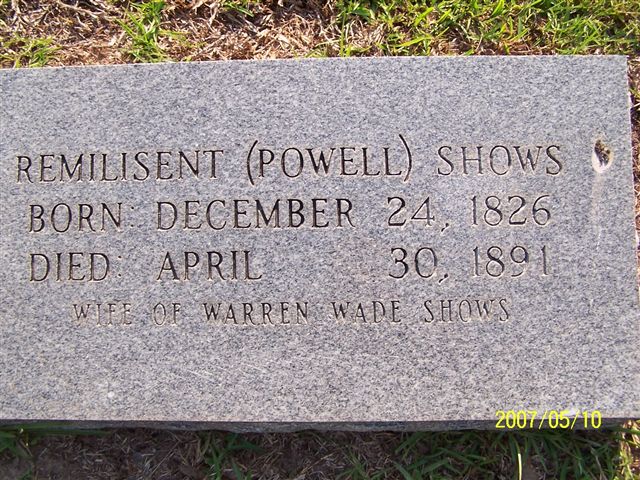 REMILISENT (POWELL) SHOWS
BORN: DECEMBER 24, 1826
DIED: APRIL 30, 1891
WIFE OF WARREN WADE SHOWS
2007/05/10